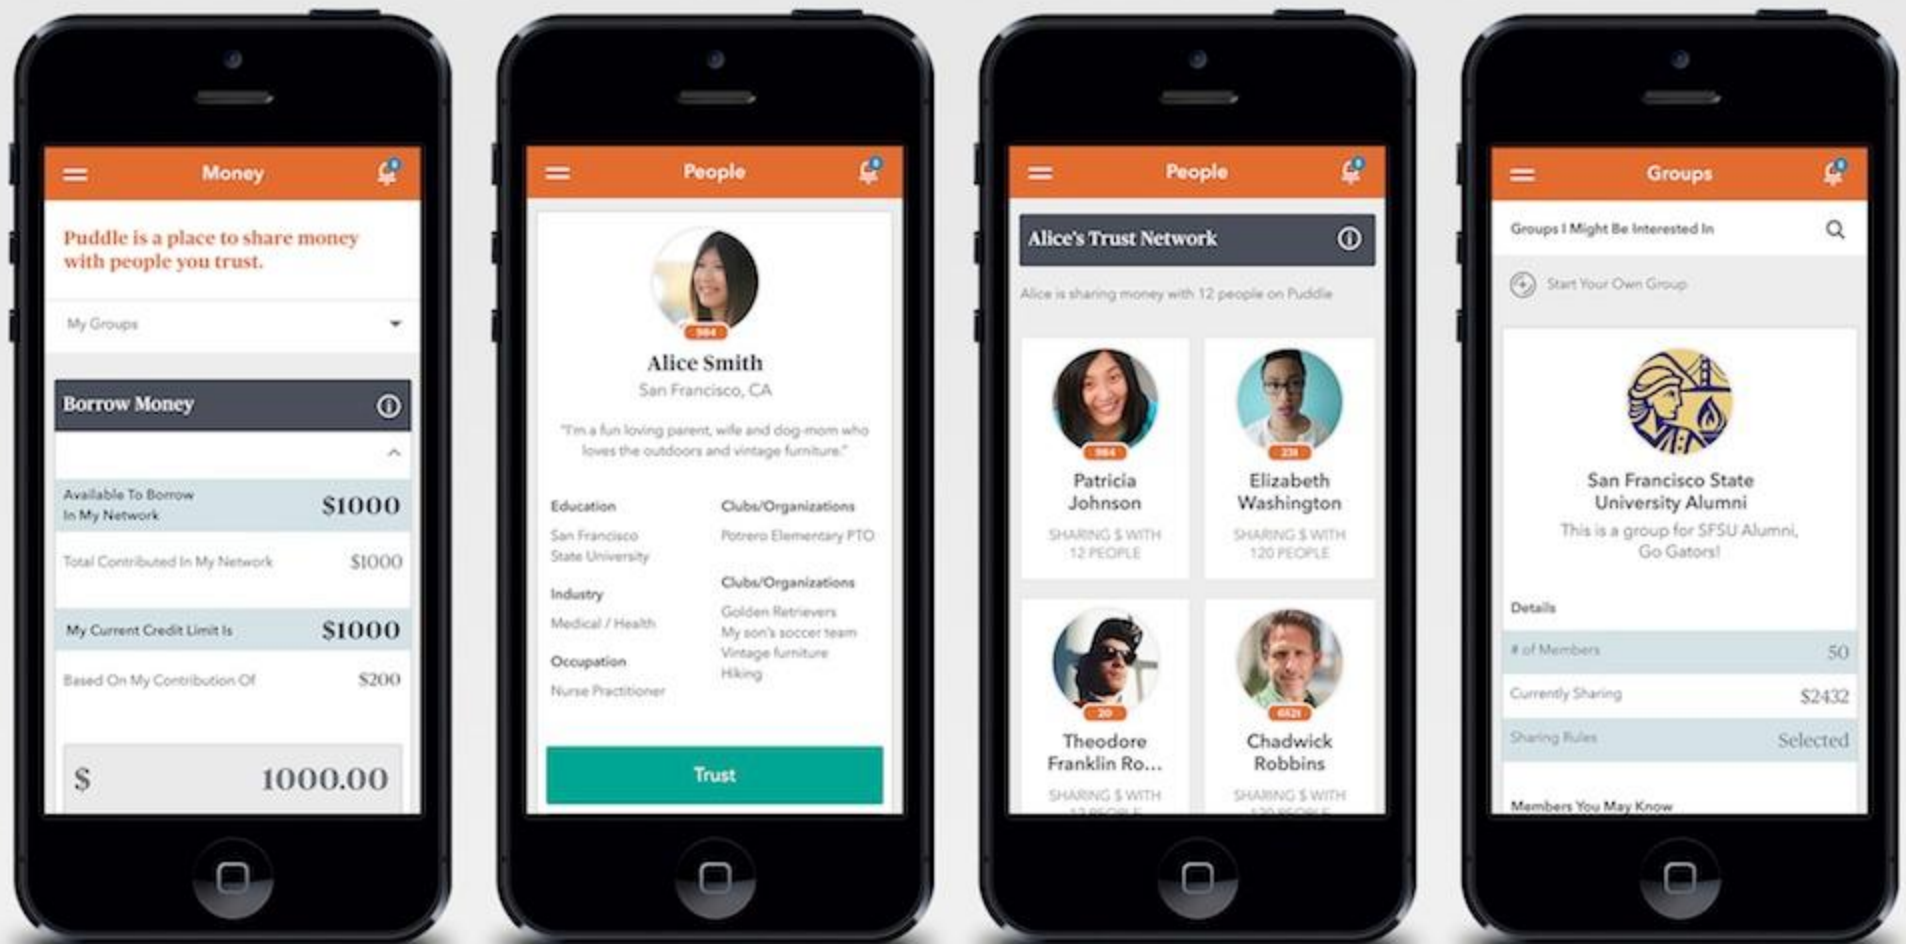 Money
Puddle is a place to share money
with people you trust.
My Groups
Borrow Money
Available To Borrow
In My Network
$1000
Total Contributed In My Network
$1000
My Current Credit Limit Is
$1000
Based On My Contribution Of
$200
$
1000.00
People
984
Alice Smith
San Francisco, CA
"I'm a fun loving parent, wife and dog-mom who
loves the outdoors and vintage furniture."
Education
San Francisco
State University
Industry
Medical / Health
Occupation
Nurse Practitioner
Clubs/Organizations
Potrero Elementary PTO
Clubs/Organizations
Golden Retrievers
My son's soccer team
Vintage furniture
Hiking
Trust
People
Alice's Trust Network
Alice is sharing money with 12 people on Puddle
984
Patricia
Johnson
SHARING $ WITH
12 PEOPLE
231
Elizabeth
Washington
SHARING $ WITH
120 PEOPLE
20
Theodore
Franklin Ro...
SHARING $ WITH
12 PEOPLE
Chadwick
Robbins
SHARING $ WITH
120 PEOPLE
Groups
Groups I Might Be Interested In
Start Your Own Group
San Francisco State
University Alumni
This is a group for SFSU Alumni,
Go Gators!
Details
# of Members
50
Currently Sharing
$2432
Sharing Rules
Selected
Members You May Know